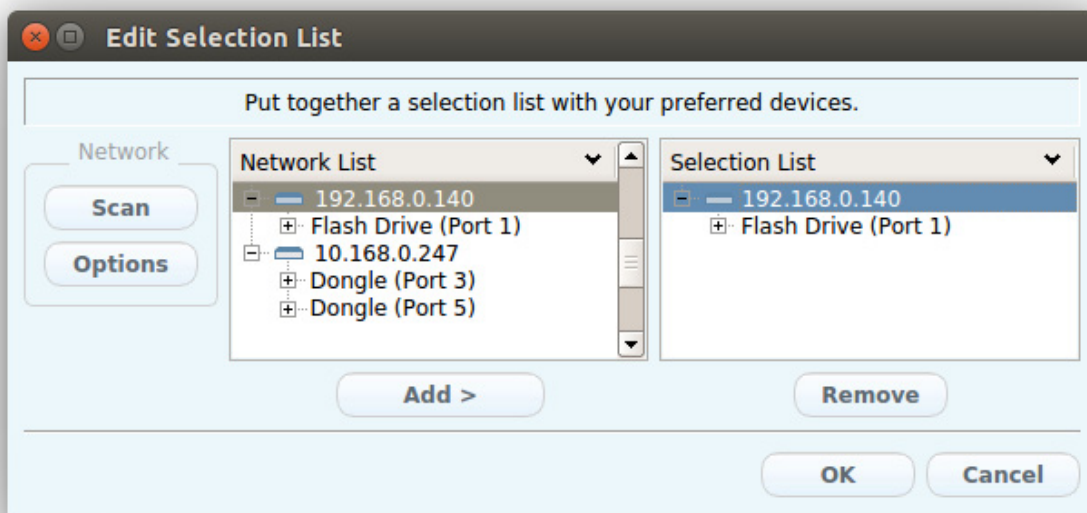 Edit Selection List
Put together a selection list with your preferred devices.
Network
Scan
Options
Network List
192.168.0.140
Flash Drive (Port 1)
10.168.0.247
Dongle (Port 3)
Dongle (Port 5)
Add >
Selection List
192.168.0.140
Flash Drive (Port 1)
Remove
OK
Cancel